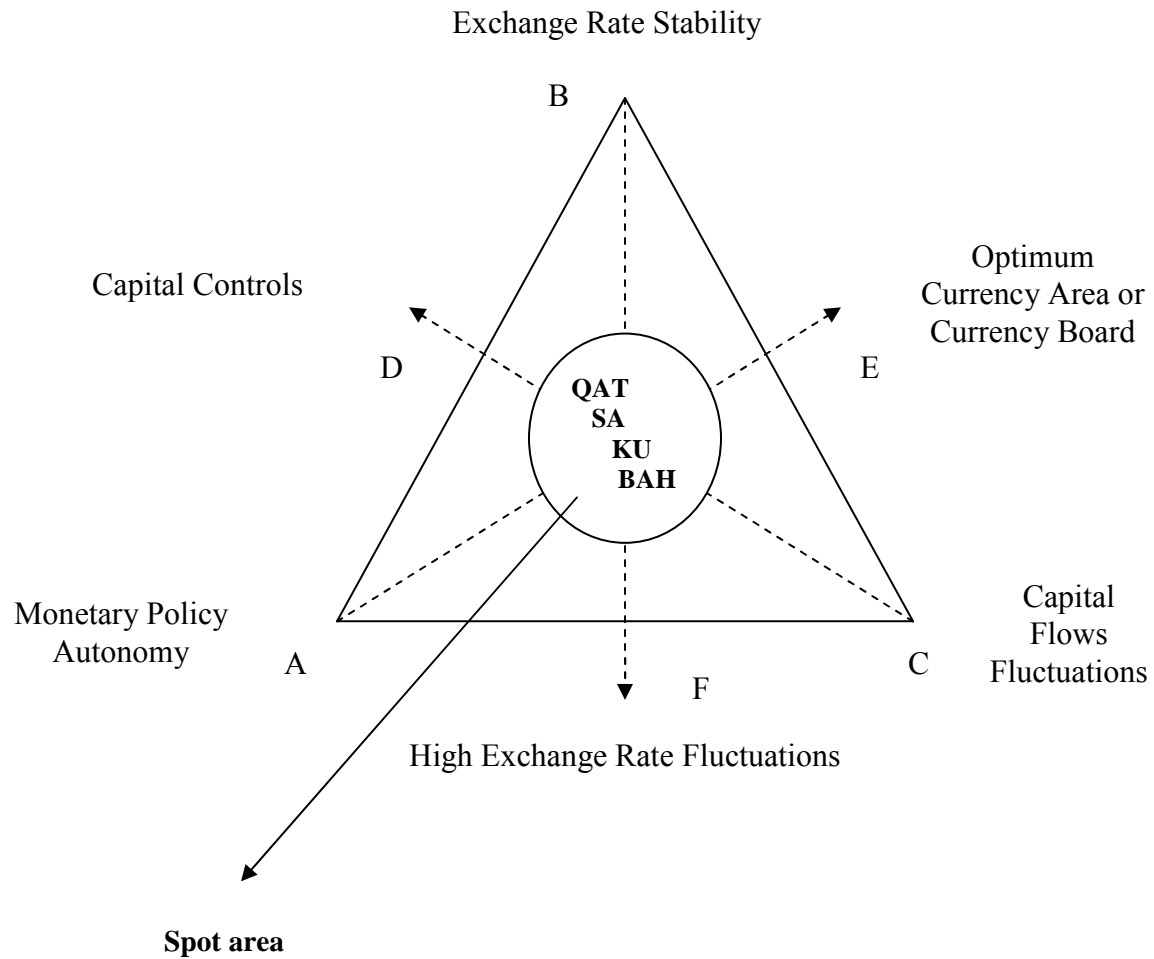 Exchange Rate Stability
B
Capital Controls
Optimum
Currency Area or
Currency Board
D
E
QAT
SA
KU
BAH
Monetary Policy
Autonomy
A
C
Capital
Flows
Fluctuations
F
High Exchange Rate Fluctuations
Spot area